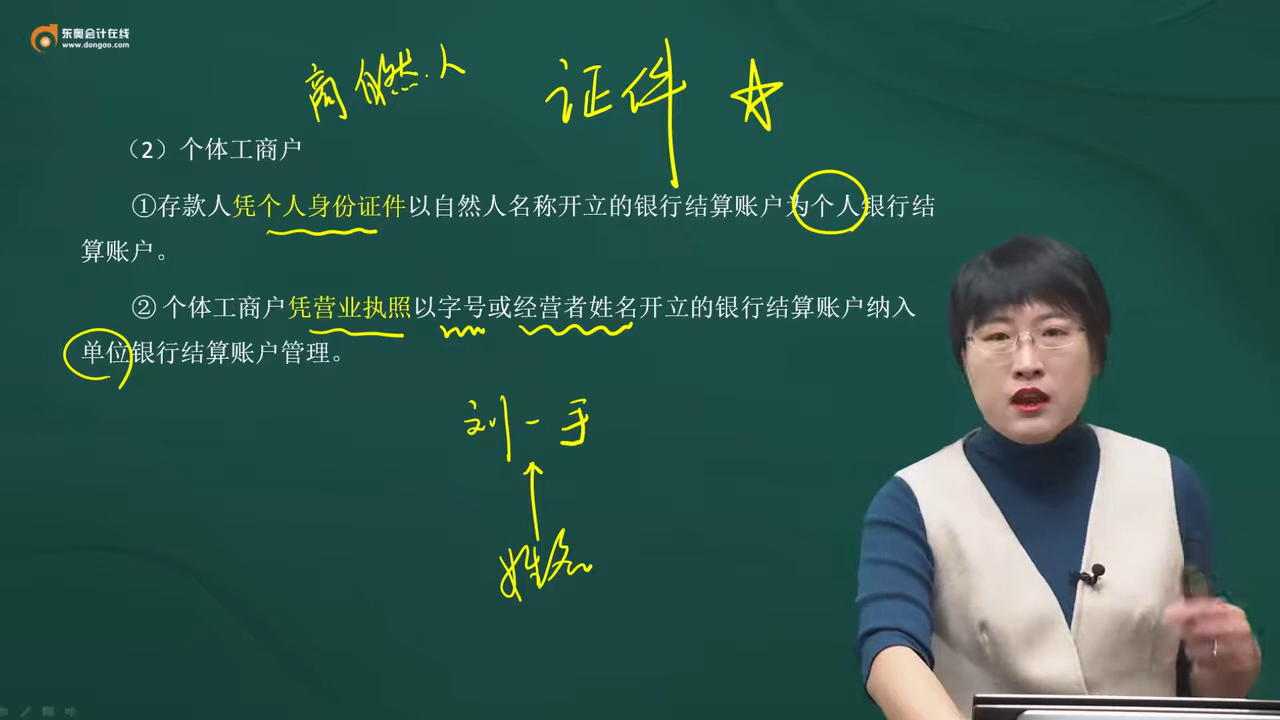 东奥会计在线
www.dongao.com
商自然人 证件
（2）个体工商户
①存款人凭个人身份证件以自然人名称开立的银行结算账户为个人银行结
算账户。
② 个体工商户凭营业执照以字号或经营者姓名开立的银行结算账户纳入
单位银行结算账户管理。
刘一手
姓名